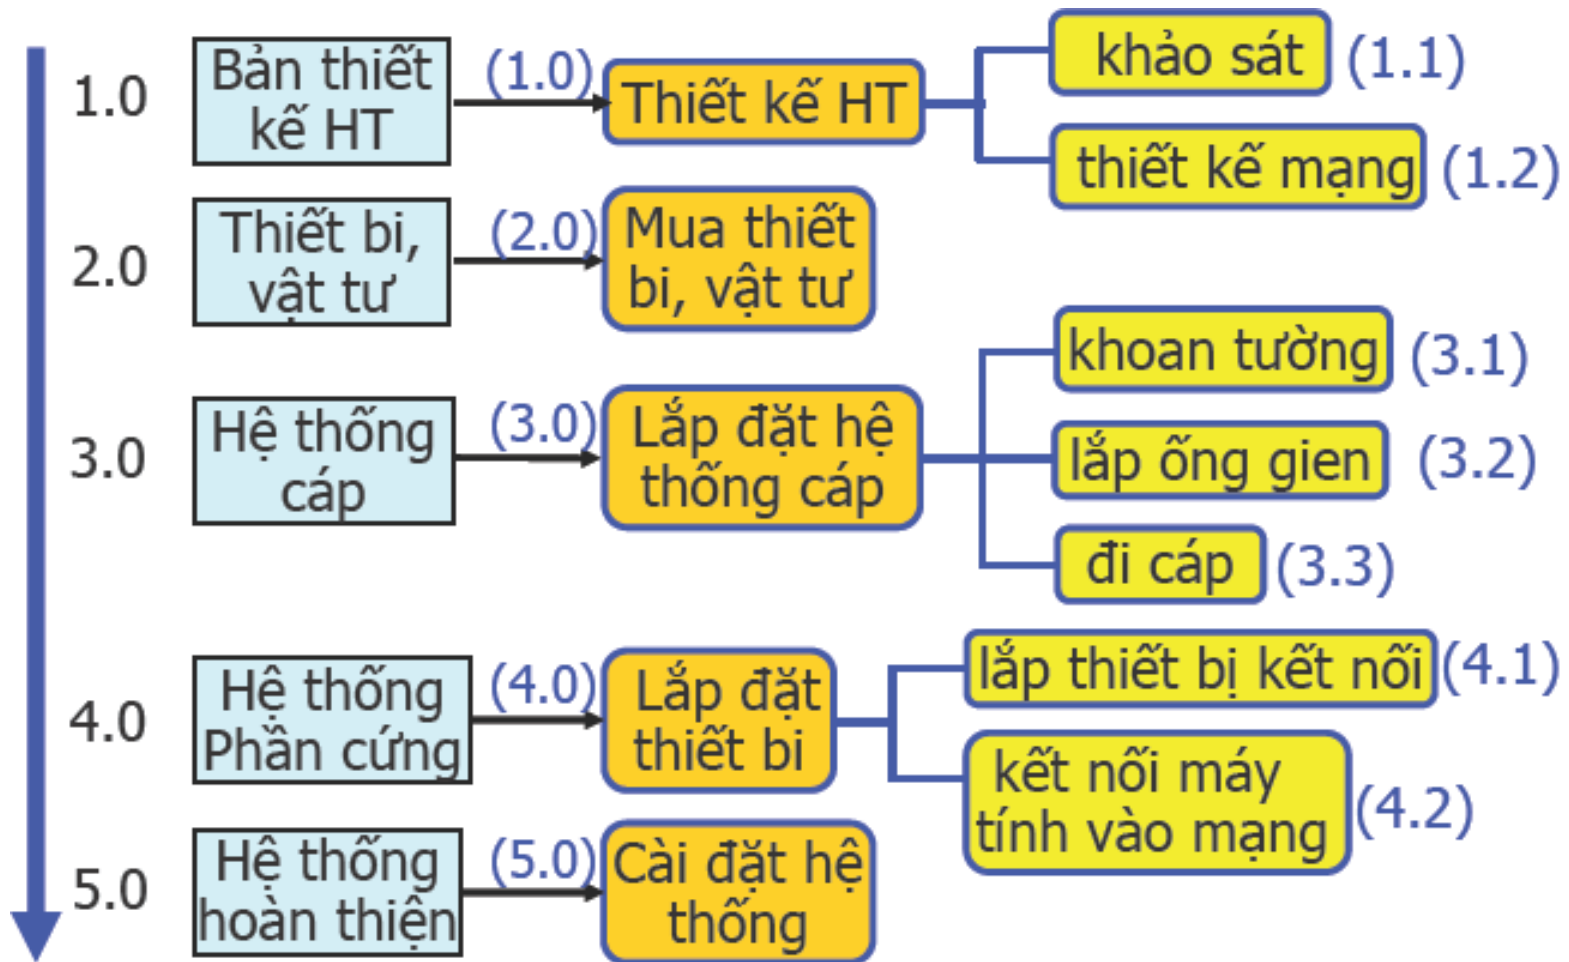 1.0
Bản thiết
kế HT
(1.0)
Thiết kế HT
khảo sát
(1.1)
thiết kế mạng
(1.2)
2.0
Thiết bi,
vật tư
(2.0)
Mua thiết
bi, vật tư
3.0
Hệ thống
cáp
(3.0)
Lắp đặt hệ
thống cáp
khoan tường
(3.1)
lắp ống gien
(3.2)
đi cáp
(3.3)
4.0
Hệ thống
Phần cứng
(4.0)
Lắp đặt
thiết bi
lắp thiết bị kết nối
(4.1)
kết nối máy
tính vào mạng
(4.2)
5.0
Hệ thống
hoàn thiện
(5.0)
Cài đặt hệ
thống